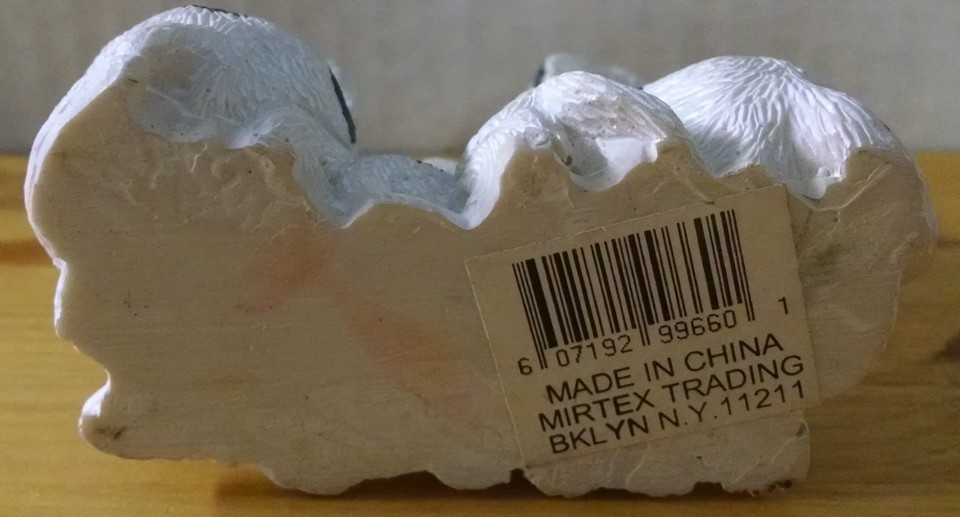 6 07192 99660 1
MADE IN CHINA
MIRTEX TRADING
BKLYN N.Y.11211